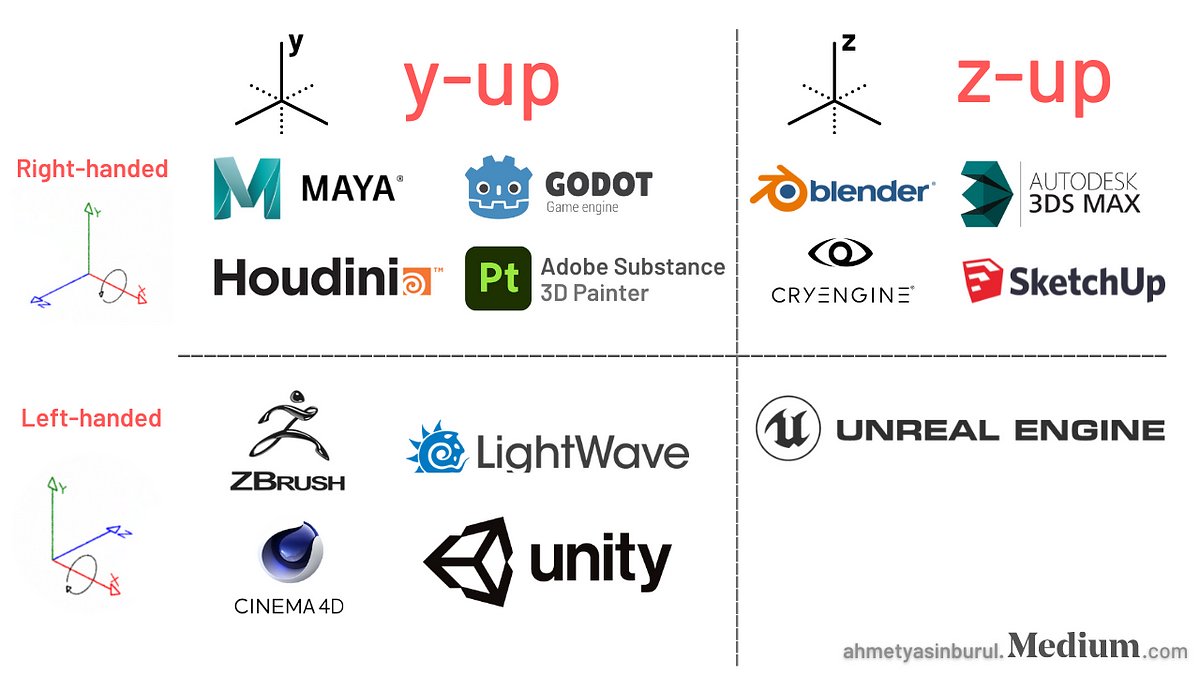 y
y-up
z
z-up
Right-handed
Y
Z
X
MAYA®
GODOT
Game engine
Houdini™
Pt
Adobe Substance
3D Painter
blender®
AUTODESK
3DS MAX
CRYENGINE®
SketchUp
Left-handed
Y
Z
X
ZBRUSH
LightWave
CINEMA 4D
unity
UNREAL ENGINE
ahmetyasinburul.Medium.com